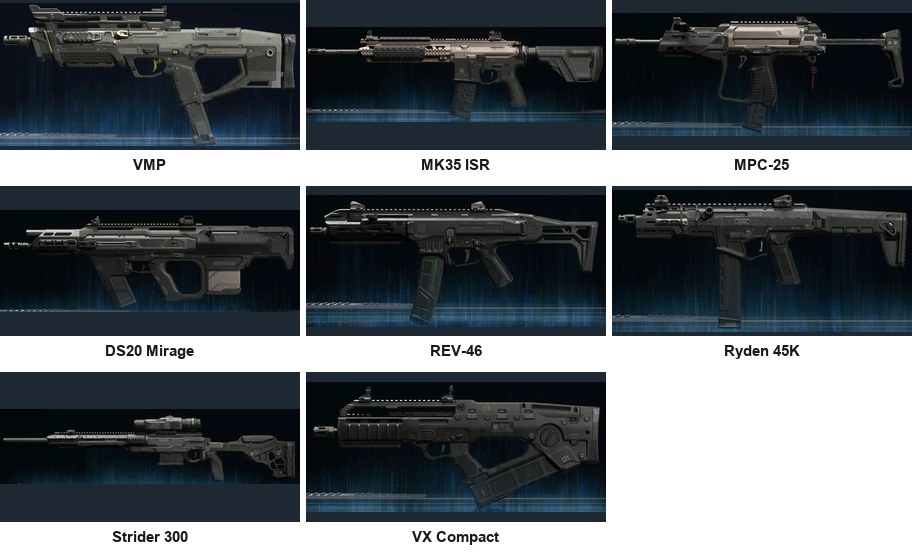 VMP
MK35 ISR
MPC-25
DS20 Mirage
REV-46
Ryden 45K
Strider 300
VX Compact